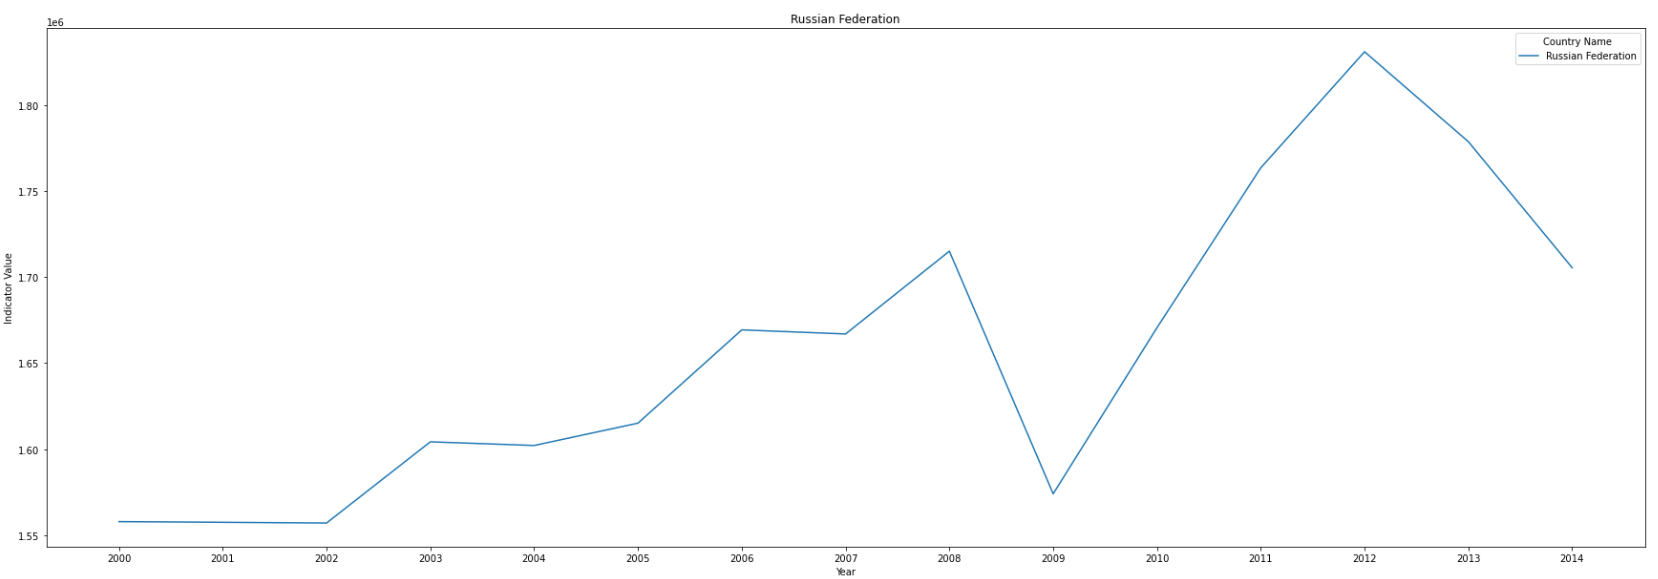 Russian Federation
1e6
Country Name
Russian Federation
1.80
1.75
1.70
1.65
1.60
1.55
Indicator Value
2000 2001 2002 2003 2004 2005 2006 2007 2008 2009 2010 2011 2012 2013 2014
Year